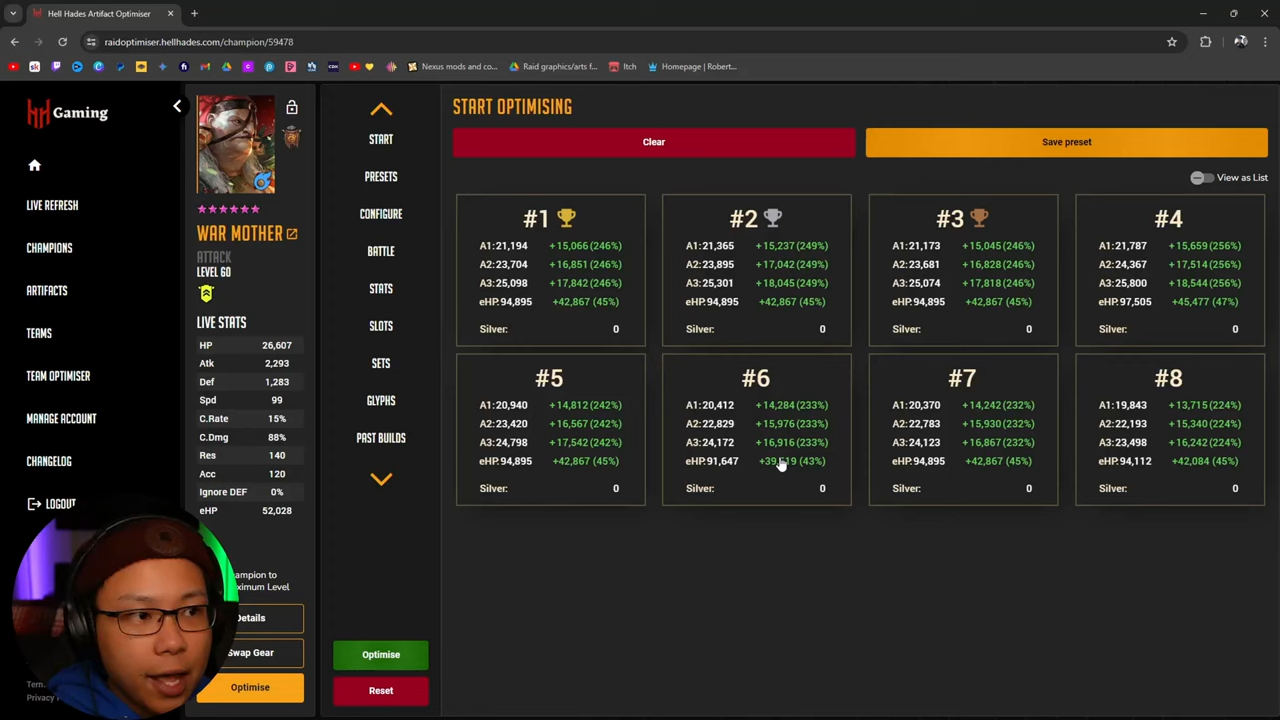 Hell Hades Artifact Optimiser
raidoptimiser.hellhades.com/champion/59478
Nexus mods and co...
Raid graphics/arts f...
Itch
Homepage | Robert...
Gaming
LIVE REFRESH
CHAMPIONS
ARTIFACTS
TEAMS
TEAM OPTIMISER
MANAGE ACCOUNT
CHANGELOG
LOGOUT
Privacy
WAR MOTHER
ATTACK
LEVEL 60
LIVE STATS
HP 26,607
Atk 2,293
Def 1,283
Spd 99
C.Rate 15%
C.Dmg 88%
Res 140
Acc 120
Ignore DEF 0%
eHP 52,028
champion to
Maximum Level
Details
Swap Gear
Optimise
START
PRESETS
CONFIGURE
BATTLE
STATS
SLOTS
SETS
GLYPHS
PAST BUILDS
Optimise
Reset
START OPTIMISING
Clear
Save preset
View as List
#1
A1:21,194 +15,066 (246%)
A2:23,704 +16,851 (246%)
A3:25,098 +17,842 (246%)
eHP:94,895 +42,867 (45%)
Silver: 0
#2
A1:21,365 +15,237 (249%)
A2:23,895 +17,042 (249%)
A3:25,301 +18,045 (249%)
eHP:94,895 +42,867 (45%)
Silver: 0
#3
A1:21,173 +15,045 (246%)
A2:23,681 +16,828 (246%)
A3:25,074 +17,818 (246%)
eHP:94,895 +42,867 (45%)
Silver: 0
#4
A1:21,787 +15,659 (256%)
A2:24,367 +17,514 (256%)
A3:25,800 +18,544 (256%)
eHP:97,505 +45,477 (47%)
Silver: 0
#5
A1:20,940 +14,812 (242%)
A2:23,420 +16,567 (242%)
A3:24,798 +17,542 (242%)
eHP:94,895 +42,867 (45%)
Silver: 0
#6
A1:20,412 +14,284 (233%)
A2:22,829 +15,976 (233%)
A3:24,172 +16,916 (233%)
eHP:91,647 (43%)
Silver: 0
#7
A1:20,370 +14,242 (232%)
A2:22,783 +15,930 (232%)
A3:24,123 +16,867 (232%)
eHP:94,895 +42,867 (45%)
Silver: 0
#8
A1:19,843 +13,715 (224%)
A2:22,193 +15,340 (224%)
A3:23,498 +16,242 (224%)
eHP:94,112 +42,084 (45%)
Silver: 0